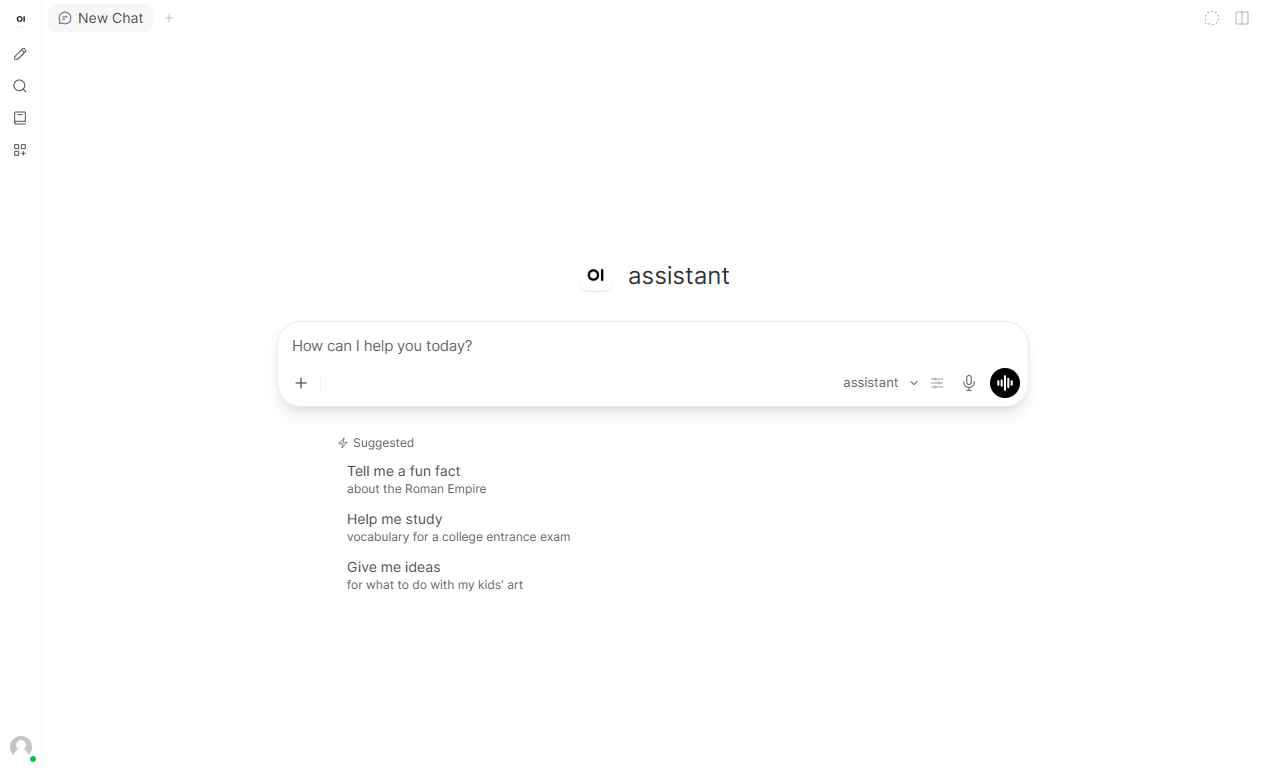 OI
New Chat
OI assistant
How can I help you today?
assistant
Suggested
Tell me a fun fact
about the Roman Empire
Help me study
vocabulary for a college entrance exam
Give me ideas
for what to do with my kids' art